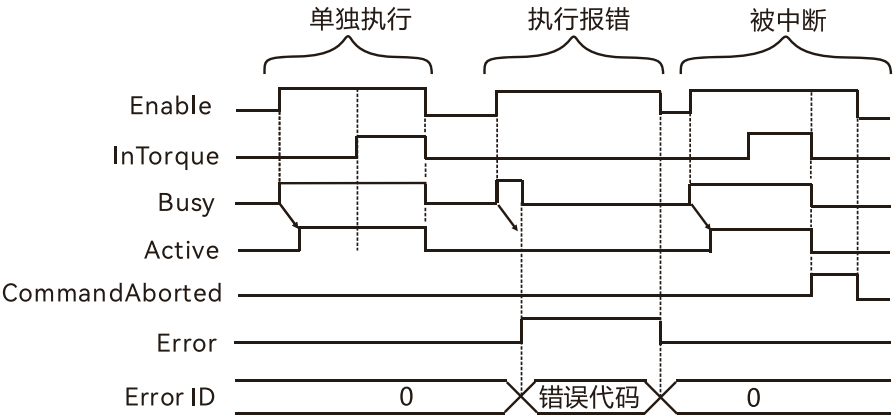 单独执行 执行报错 被中断
Enable
InTorque
Busy
Active
CommandAborted
Error
Error ID 0 错误代码 0